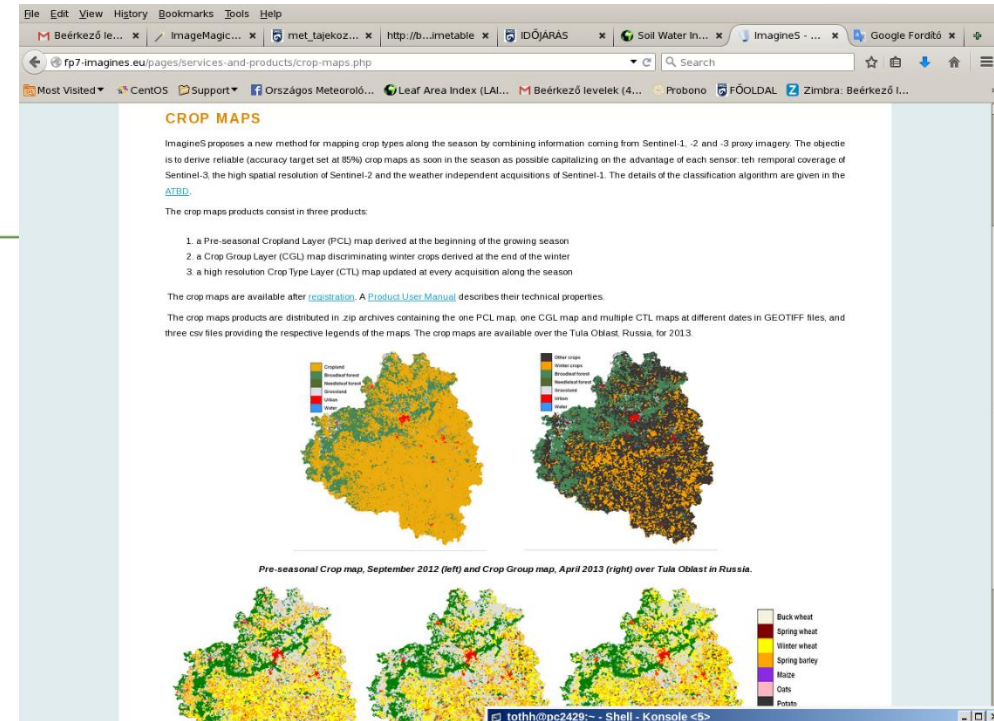 File Edit View History Bookmarks Tools Help
Beérkező le... × ImageMagic... × met_tajekoz... × http://b...imetable × IDŐJÁRÁS × Soil Water In... × ImagineS - ... × Google Fordító ×
fp7-imagines.eu/pages/services-and-products/crop-maps.php Search
Most Visited CentOS Support Országos Meteoroló... Leaf Area Index (LAI... Beérkező levelek (4... Probono FŐOLDAL Zimbra: Beérkező l...
CROP MAPS
ImagineS proposes a new method for mapping crop types along the season by combining information coming from Sentinel-1, -2 and -3 proxy imagery. The objectie
is to derive reliable (accuracy target set at 85%) crop maps as soon in the season as possible capitalizing on the advantage of each sensor: teh remporal coverage of
Sentinel-3, the high spatial resolution of Sentinel-2 and the weather independent acquisitions of Sentinel-1. The details of the classification algorithm are given in the
ATBD.
The crop maps products consist in three products:
1. a Pre-seasonal Cropland Layer (PCL) map derived at the beginning of the growing season
2. a Crop Group Layer (CGL) map discriminating winter crops derived at the end of the winter
3. a high resolution Crop Type Layer (CTL) map updated at every acquisition along the season
The crop maps are available after registration. A Product User Manual describes their technical properties.
The crop maps products are distributed in .zip archives containing the one PCL map, one CGL map and multiple CTL maps at different dates in GEOTIFF files, and
three csv files providing the respective legends of the maps. The crop maps are available over the Tula Oblast, Russia, for 2013.
Cropland
Broadleaf forest
Needleleaf forest
Grassland
Urban
Water
Other crops
Winter crops
Broadleaf forest
Needleleaf forest
Grassland
Urban
Water
Pre-seasonal Crop map, September 2012 (left) and Crop Group map, April 2013 (right) over Tula Oblast in Russia.
Buck wheat
Spring wheat
Winter wheat
Spring barley
Maize
Oats
Potato
tothh@pc2429:~ - Shell - Konsole <5>